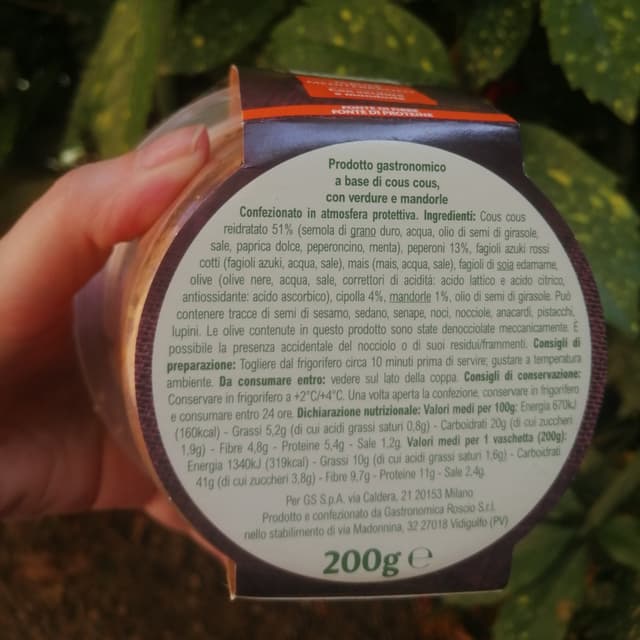 FONTE DI FIBRE
FONTE DI PROTEINE
Prodotto gastronomico
a base di cous cous,
con verdure e mandorle
Confezionato in atmosfera protettiva. Ingredienti: Cous cous
reidratato 51% (semola di grano duro, acqua, olio di semi di girasole,
sale, paprica dolce, peperoncino, menta), peperoni 13%, fagioli azuki rossi
cotti (fagioli azuki, acqua, sale), mais (mais, acqua, sale), fagioli di soia edamame,
olive (olive nere, acqua, sale, correttori di acidità: acido lattico e acido citrico,
antiossidante: acido ascorbico), cipolla 4%, mandorle 1%, olio di semi di girasole. Può
contenere tracce di semi di sesamo, sedano, senape, noci, nocciole, anacardi, pistacchi,
lupini. Le olive contenute in questo prodotto sono state denocciolate meccanicamente. È
possibile la presenza accidentale del nocciolo o di suoi residui/frammenti. Consigli di
preparazione: Togliere dal frigorifero circa 10 minuti prima di servire; gustare a temperatura
ambiente. Da consumare entro: vedere sul lato della coppa. Consigli di conservazione:
Conservare in frigorifero a +2°C/+4°C. Una volta aperta la confezione, conservare in frigorifero
e consumare entro 24 ore. Dichiarazione nutrizionale: Valori medi per 100g: Energia 670kJ
(160kcal) - Grassi 5,2g (di cui acidi grassi saturi 0,8g) - Carboidrati 20g (di cui zuccheri
1,9g) - Fibre 4,8g - Proteine 5,4g - Sale 1,2g. Valori medi per 1 vaschetta (200g):
Energia 1340kJ (319kcal) - Grassi 10g (di cui acidi grassi saturi 1,6g) - Carboidrati
41g (di cui zuccheri 3,8g) - Fibre 9,7g - Proteine 11g - Sale 2,4g.
Per GS S.p.A. via Caldera, 21 20153 Milano
Prodotto e confezionato da Gastronomica Roscio S.r.l.
nello stabilimento di via Madonnina, 32 27018 Vidigulfo (PV)
200g ℮